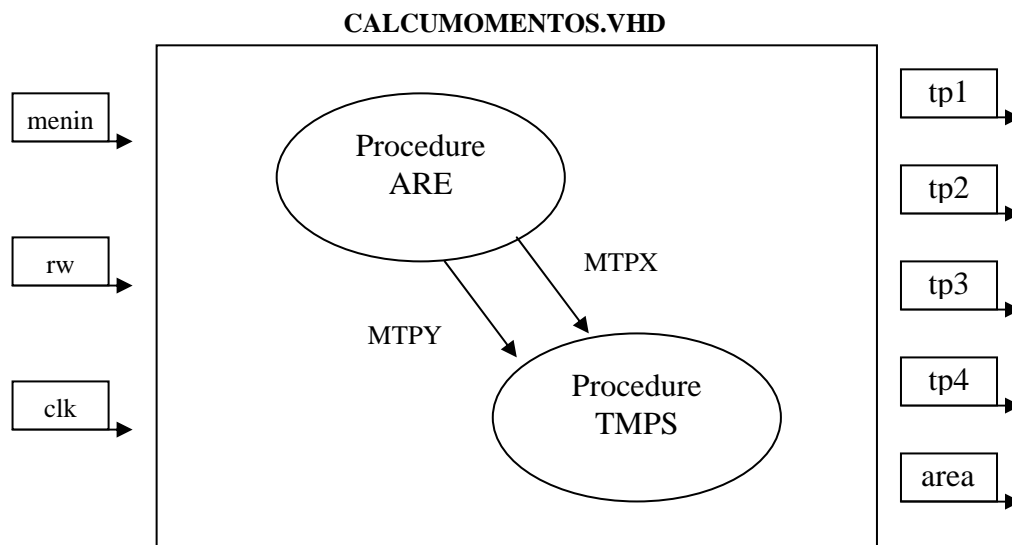 CALCUMOMENTOS.VHD
menin
rw
clk
Procedure
ARE
MTPX
MTPY
Procedure
TMPS
tp1
tp2
tp3
tp4
area